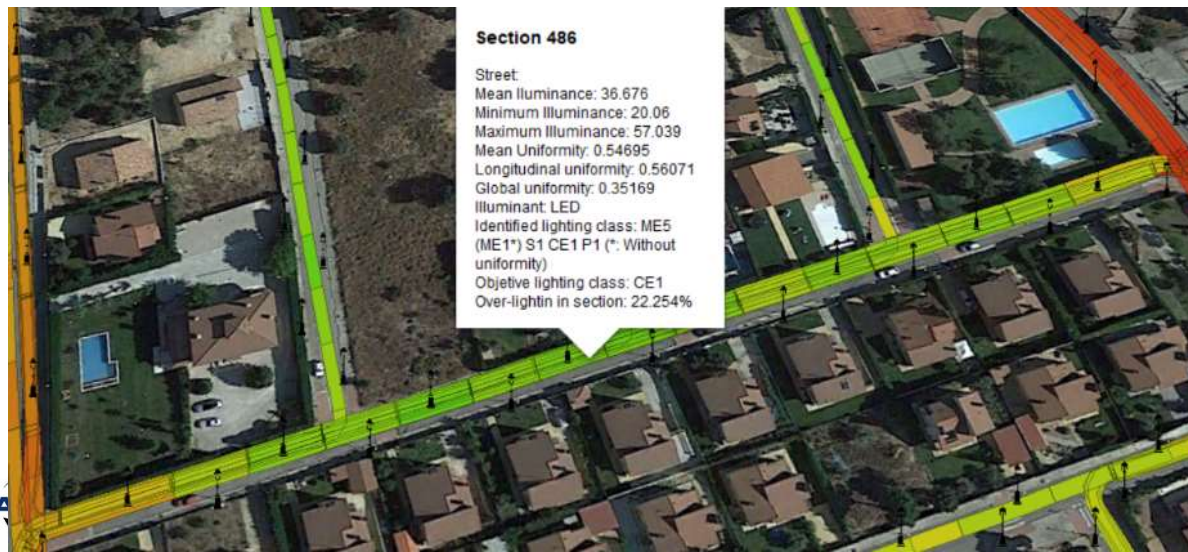 Section 486
Street:
Mean Iluminance: 36.676
Minimum Illuminance: 20.06
Maximum Illuminance: 57.039
Mean Uniformity: 0.54695
Longitudinal uniformity: 0.56071
Global uniformity: 0.35169
Illuminant: LED
Identified lighting class: ME5
(ME1*) S1 CE1 P1 (*: Without
uniformity)
Objetive lighting class: CE1
Over-lightin in section: 22.254%